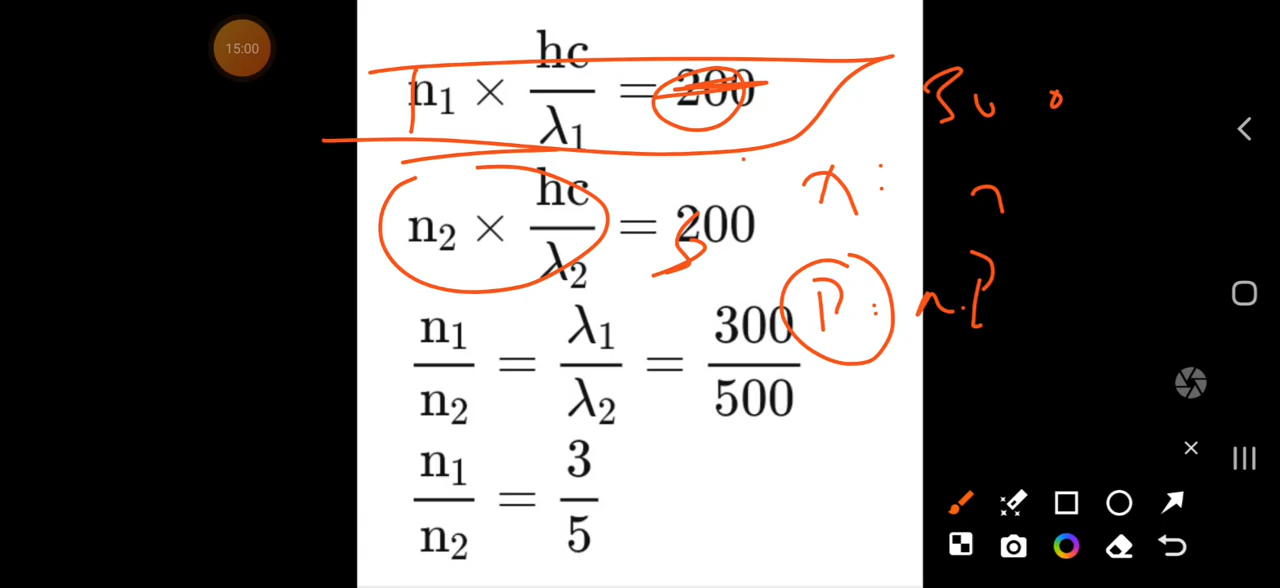 15:00
n₁ × hc/λ₁ = 200
n₂ × hc/λ₂ = 200
n₁/n₂ = λ₁/λ₂ = 300/500
P : n.P
n₁/n₂ = 3/5